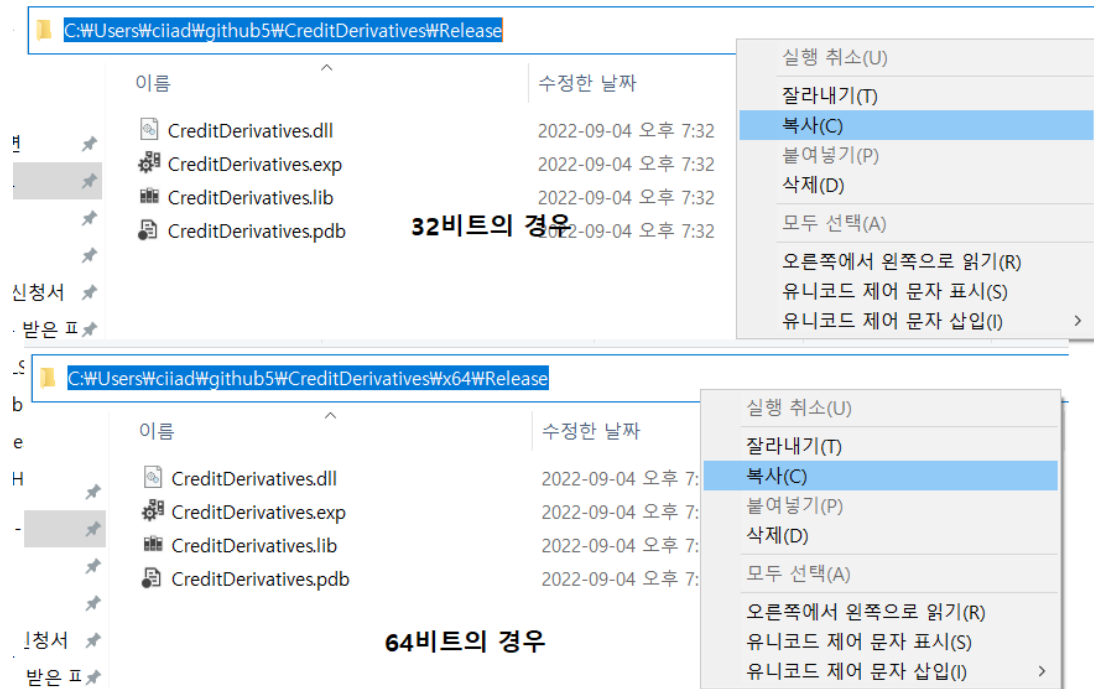 C:₩Users₩ciiad₩github5₩CreditDerivatives₩Release
이름
수정한 날짜
CreditDerivatives.dll
2022-09-04 오후 7:32
CreditDerivatives.exp
2022-09-04 오후 7:32
CreditDerivatives.lib
2022-09-04 오후 7:32
CreditDerivatives.pdb
2022-09-04 오후 7:32
32비트의 경우
신청서
받은 파
실행 취소(U)
잘라내기(T)
복사(C)
붙여넣기(P)
삭제(D)
모두 선택(A)
오른쪽에서 왼쪽으로 읽기(R)
유니코드 제어 문자 표시(S)
유니코드 제어 문자 삽입(I)
C:₩Users₩ciiad₩github5₩CreditDerivatives₩x64₩Release
b
e
H
-
이름
수정한 날짜
CreditDerivatives.dll
2022-09-04 오후 7:
CreditDerivatives.exp
2022-09-04 오후 7:
CreditDerivatives.lib
2022-09-04 오후 7:
CreditDerivatives.pdb
2022-09-04 오후 7:
64비트의 경우
청서
받은 파
실행 취소(U)
잘라내기(T)
복사(C)
붙여넣기(P)
삭제(D)
모두 선택(A)
오른쪽에서 왼쪽으로 읽기(R)
유니코드 제어 문자 표시(S)
유니코드 제어 문자 삽입(I)